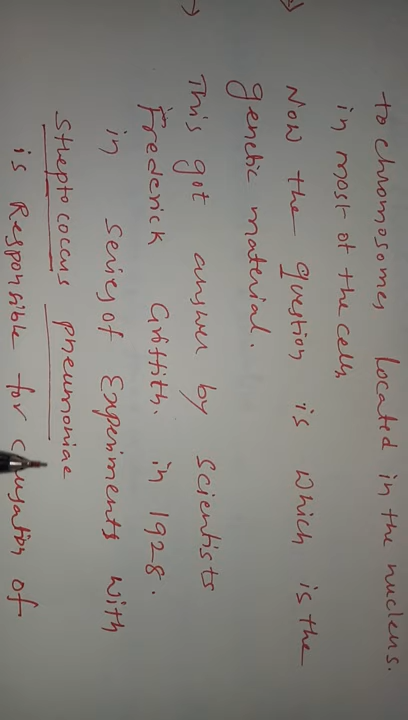 to chromosomes located in the nucleus.
in most of the cells
→ Now the question is which is the
genetic material.
→ This got answer by scientists
Frederick Griffith. in 1928.
in series of Experiments with
Streptococcus pneumoniae
is Responsible for of